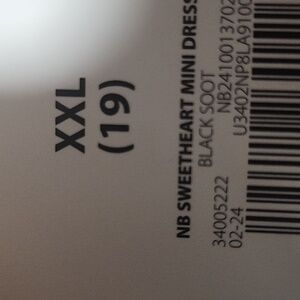 XXL
(19)
NB SWEETHEART MINI DRESS
BLACK SOOT
34005222 NB2410013702
02-24 U3402NP8LA9100